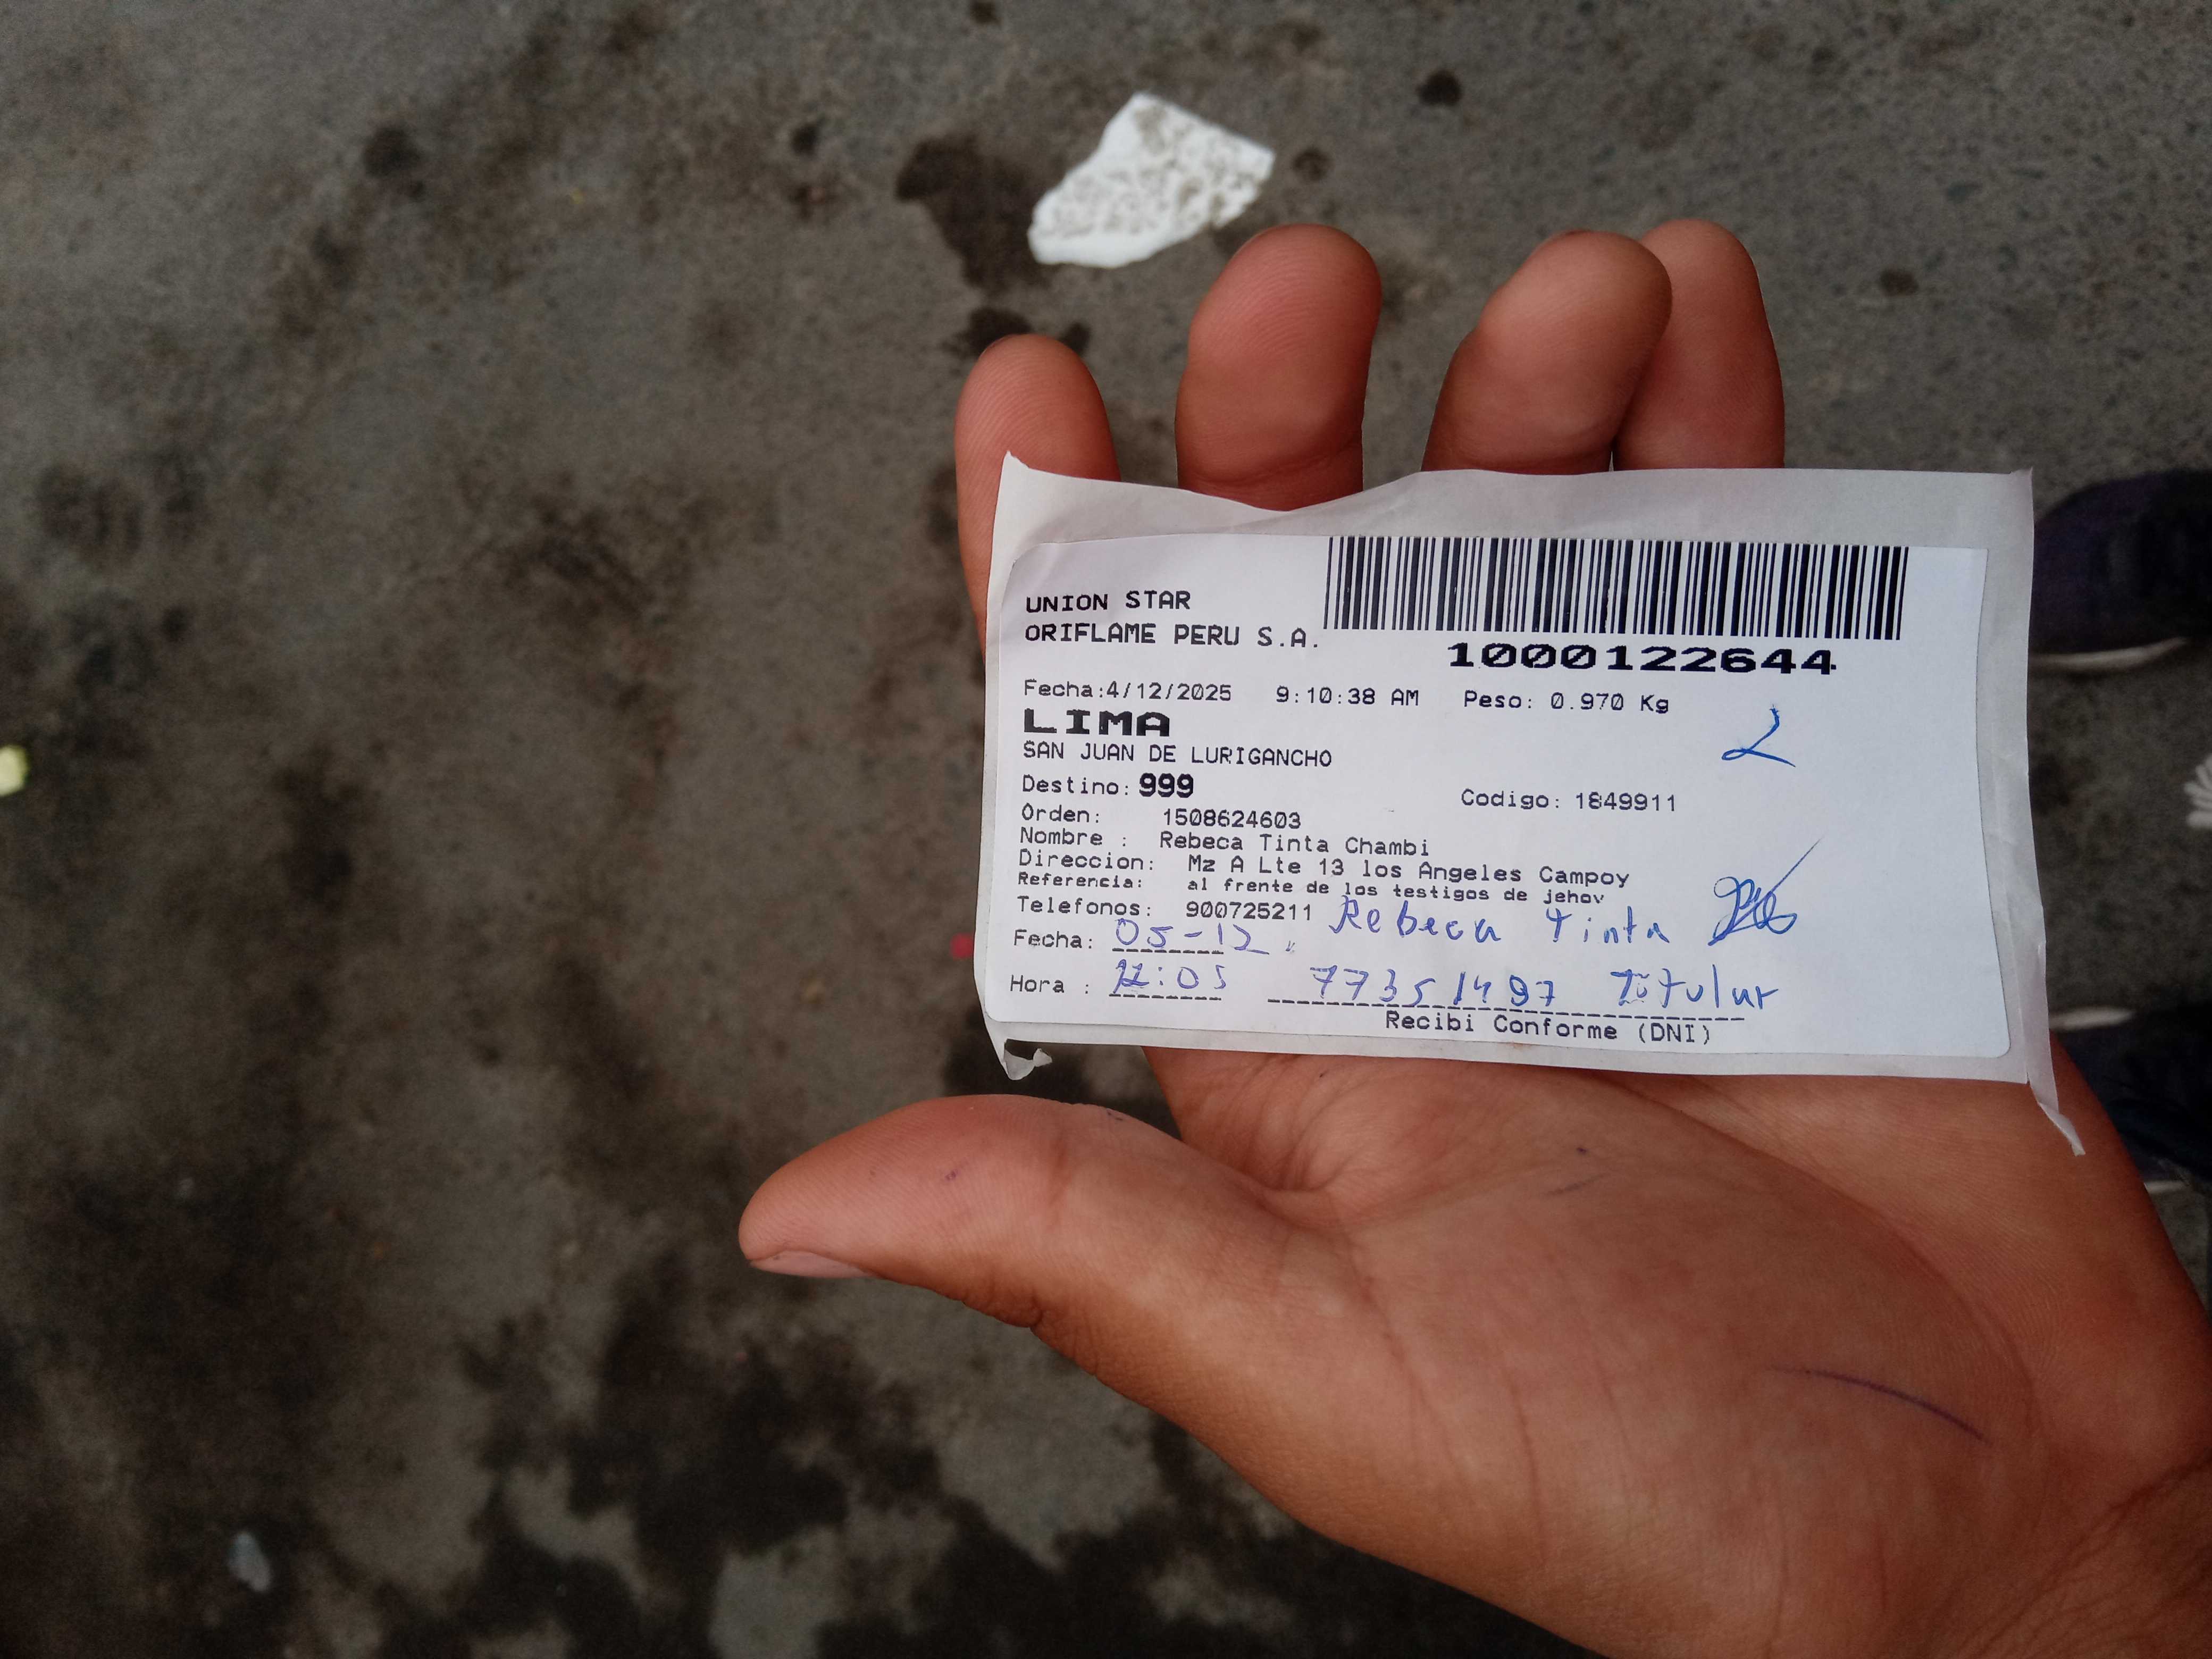 UNION STAR
ORIFLAME PERU S.A.
1000122644
Fecha:4/12/2025 9:10:38 AM Peso: 0.970 Kg
LIMA
2
SAN JUAN DE LURIGANCHO
Destino: 999 Codigo: 1849911
Orden: 1508624603
Nombre : Rebeca Tinta Chambi
Direccion: Mz A Lte 13 los Angeles Campoy
Referencia: al frente de los testigos de jehov
Telefonos: 900725211 Rebeca Tinta
Fecha: 05-12
Hora : :05 77351497 Titular
Recibi Conforme (DNI)